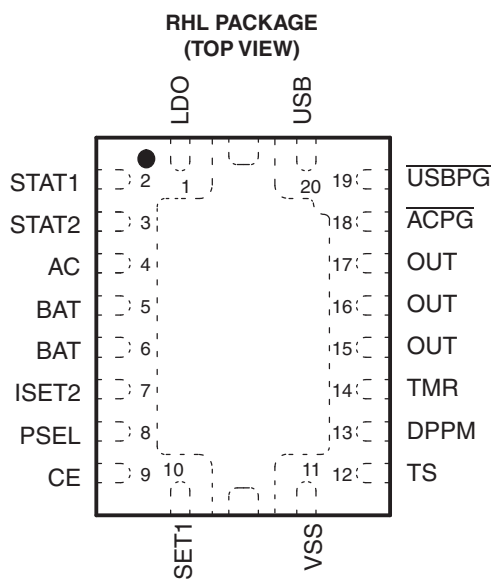 RHL PACKAGE
(TOP VIEW)
LDO
USB
1
20
STAT1 2
19 USBPG
STAT2 3
18 ACPG
AC 4
17 OUT
BAT 5
16 OUT
BAT 6
15 OUT
ISET2 7
14 TMR
PSEL 8
13 DPPM
CE 9
12 TS
10
11
SET1
VSS